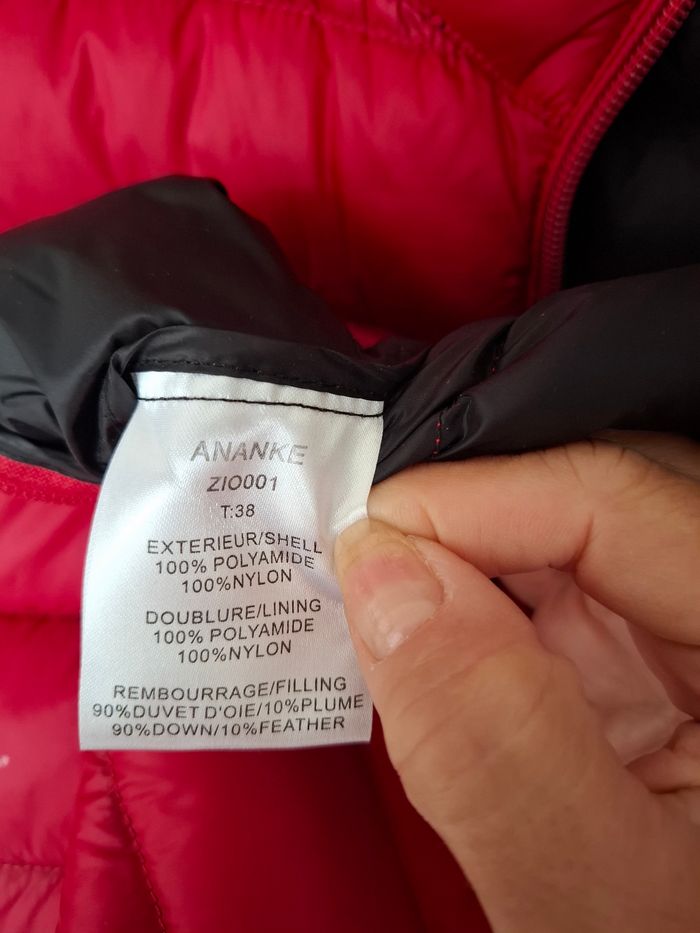 ANANKE
ZIO001
T:38
EXTERIEUR/SHELL
100% POLYAMIDE
100%NYLON
DOUBLURE/LINING
100% POLYAMIDE
100%NYLON
REMBOURRAGE/FILLING
90%DUVET D'OIE/10%PLUME
90%DOWN/10%FEATHER